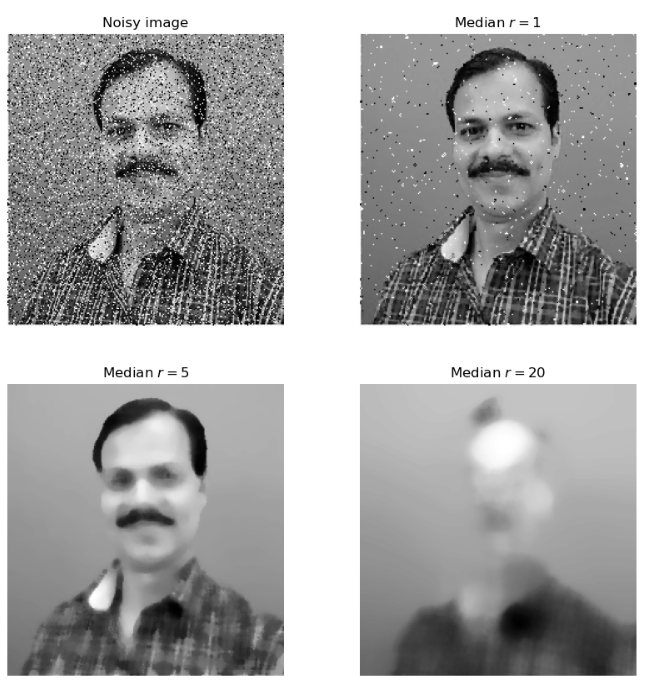 Noisy image
Median r = 1
Median r = 5
Median r = 20